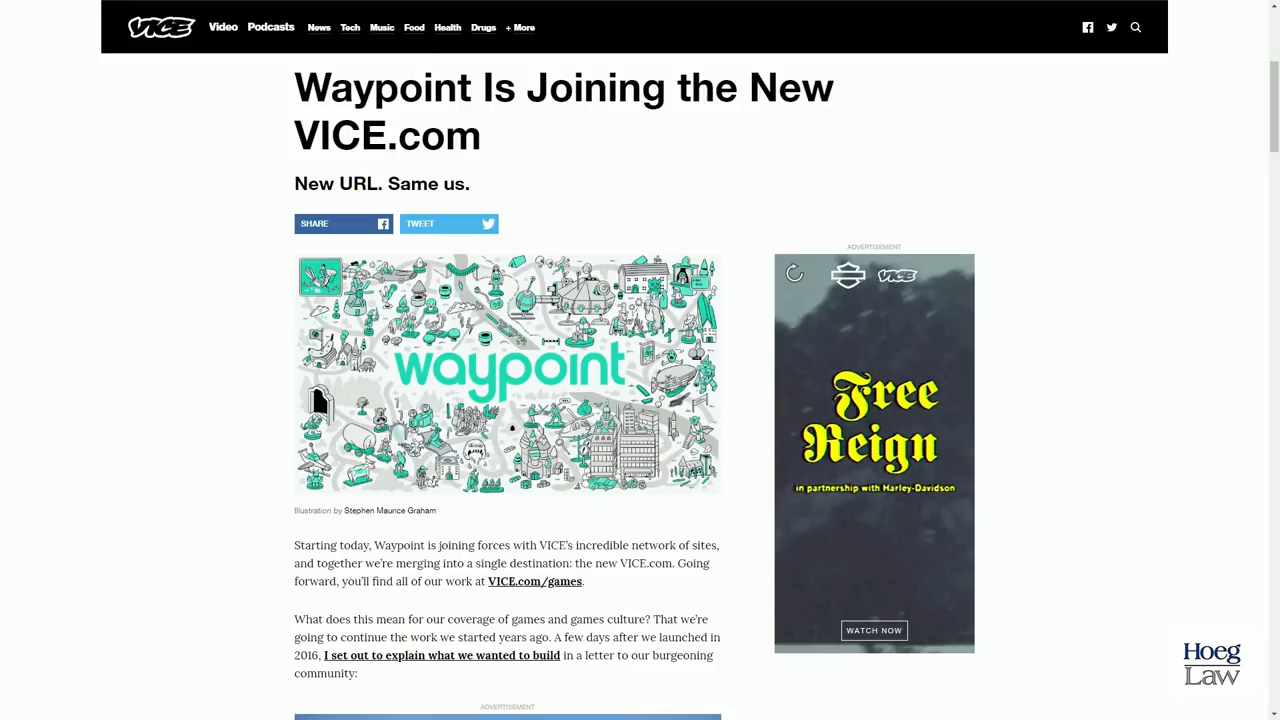 VICE Video Podcasts News Tech Music Food Health Drugs + More
Waypoint Is Joining the New
VICE.com
New URL. Same us.
SHARE TWEET
ADVERTISEMENT
VICE
waypoint
Free
Reign
in partnership with Harley-Davidson
WATCH NOW
Illustration by Stephen Maurice Graham
Starting today, Waypoint is joining forces with VICE’s incredible network of sites,
and together we’re merging into a single destination: the new VICE.com. Going
forward, you’ll find all of our work at VICE.com/games.
What does this mean for our coverage of games and games culture? That we’re
going to continue the work we started years ago. A few days after we launched in
2016, I set out to explain what we wanted to build in a letter to our burgeoning
community:
ADVERTISEMENT
Hoeg
Law